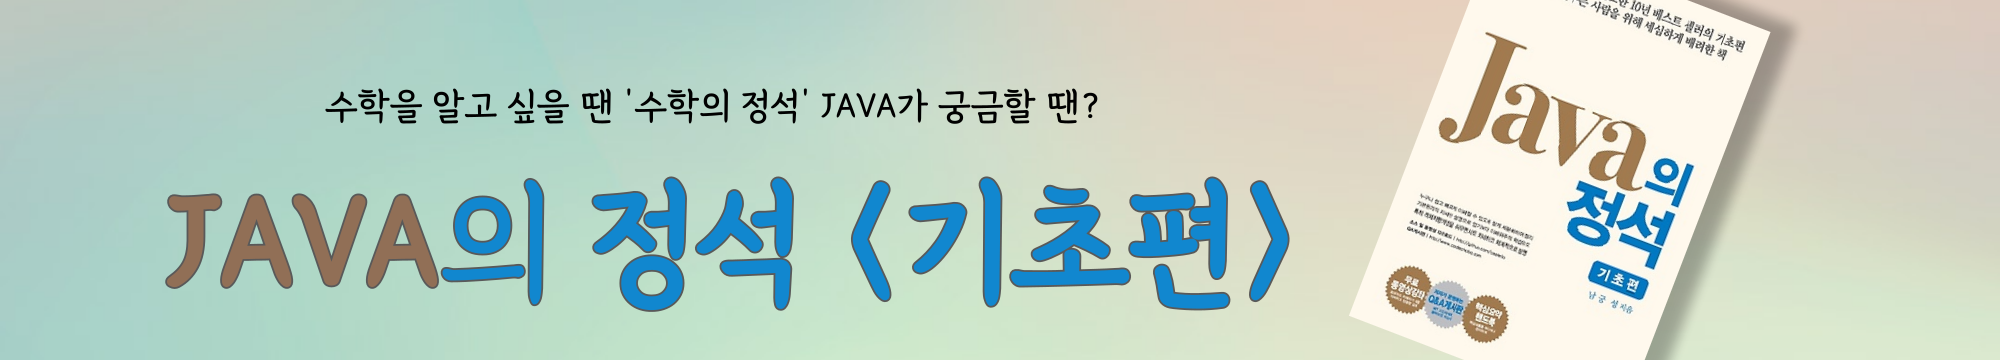 수학을 알고 싶을 땐 '수학의 정석' JAVA가 궁금할 땐?
JAVA의 정석 <기초편>
10년 베스트 셀러의 기초편
사람을 위해 세심하게 배려한 책
Java의
정석
기초편
남궁 성 지음
무료
동영상강좌
Q&A게시판
핵심요약
핸드북